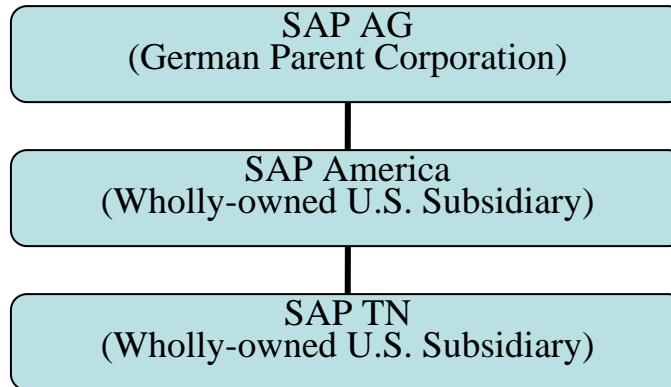 SAP AG
(German Parent Corporation)
SAP America
(Wholly-owned U.S. Subsidiary)
SAP TN
(Wholly-owned U.S. Subsidiary)